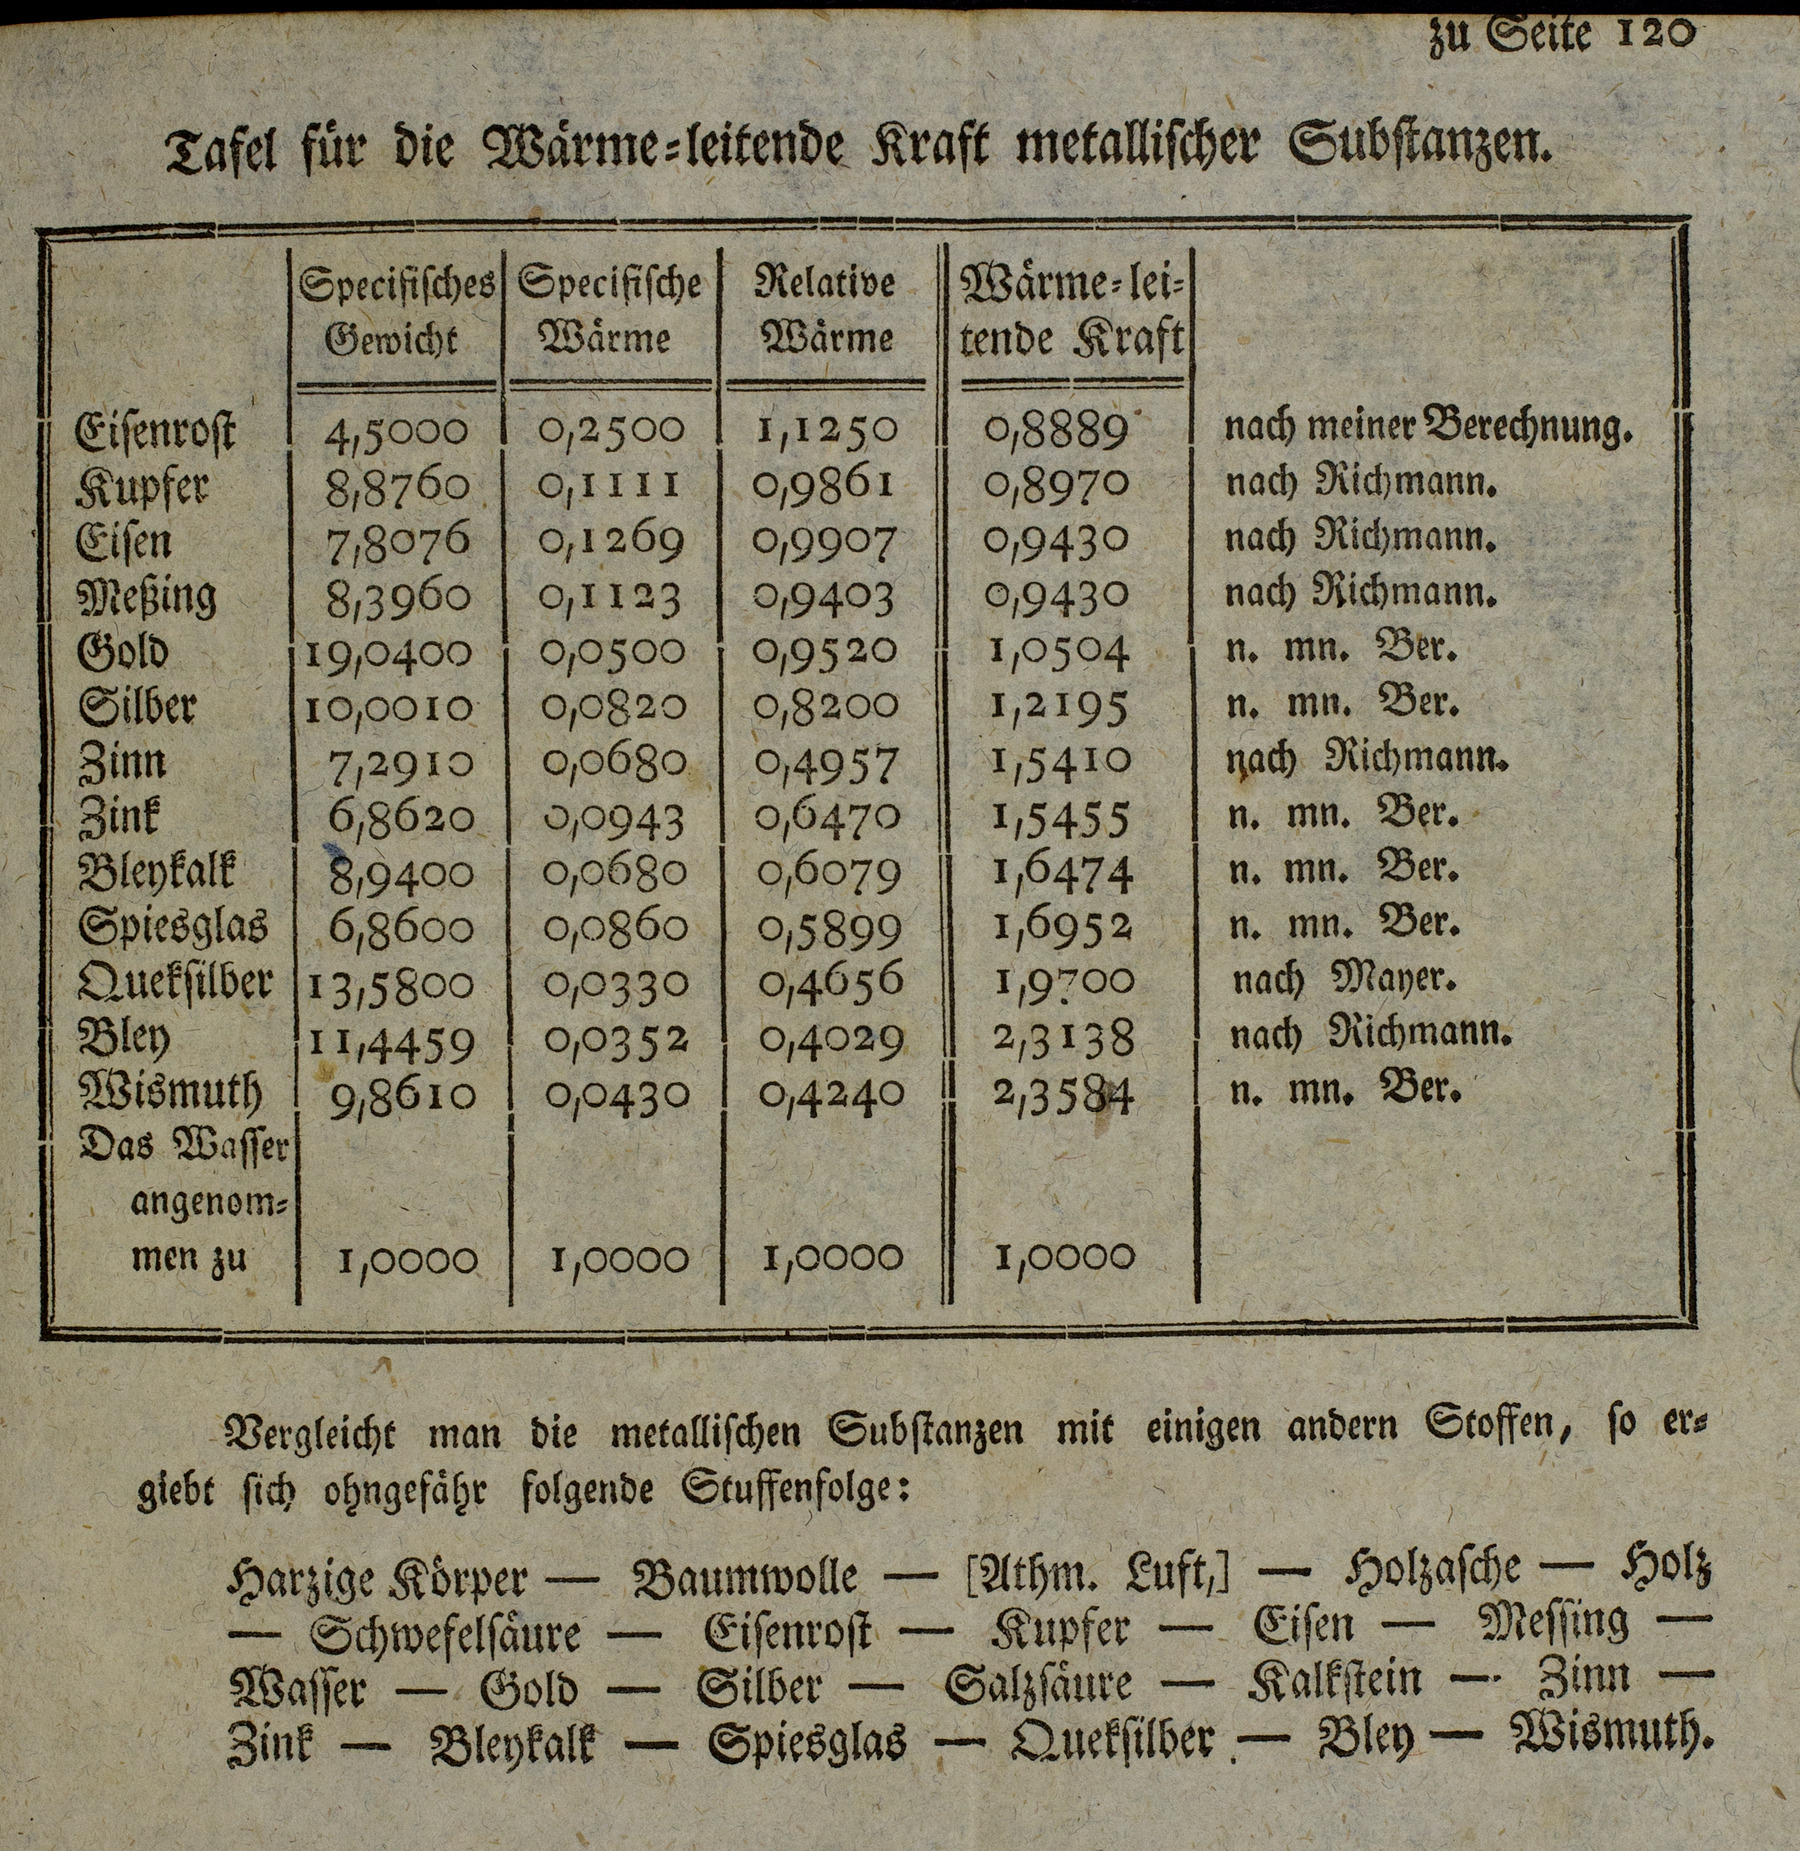 zu Seite 120
Tafel für die Wärme-leitende Kraft metallischer Substanzen.
Specifisches Gewicht | Specifische Wärme | Relative Wärme | Wärme-leitende Kraft
Eisenrost 4,5000 0,2500 1,1250 0,8889 nach meiner Berechnung.
Kupfer 8,8760 0,1111 0,9861 0,8970 nach Richmann.
Eisen 7,8076 0,1269 0,9907 0,9430 nach Richmann.
Meßing 8,3960 0,1123 0,9403 0,9430 nach Richmann.
Gold 19,0400 0,0500 0,9520 1,0504 n. mn. Ber.
Silber 10,0010 0,0820 0,8200 1,2195 n. mn. Ber.
Zinn 7,2910 0,0680 0,4957 1,5410 nach Richmann.
Zink 6,8620 0,0943 0,6470 1,5455 n. mn. Ber.
Bleykalk 8,9400 0,0680 0,6079 1,6474 n. mn. Ber.
Spiesglas 6,8600 0,0860 0,5899 1,6952 n. mn. Ber.
Queksilber 13,5800 0,0330 0,4656 1,9700 nach Mayer.
Bley 11,4459 0,0352 0,4029 2,3138 nach Richmann.
Wismuth 9,8610 0,0430 0,4240 2,3584 n. mn. Ber.
Das Wasser
angenom-
men zu 1,0000 1,0000 1,0000 1,0000
Vergleicht man die metallischen Substanzen mit einigen andern Stoffen, so er-
giebt sich ohngefähr folgende Stuffenfolge:
Harzige Körper — Baumwolle — [Athm. Luft,] — Holzasche — Holz
— Schwefelsäure — Eisenrost — Kupfer — Eisen — Messing —
Wasser — Gold — Silber — Salzsäure — Kalkstein — Zinn —
Zink — Bleykalk — Spiesglas — Queksilber — Bley — Wismuth.